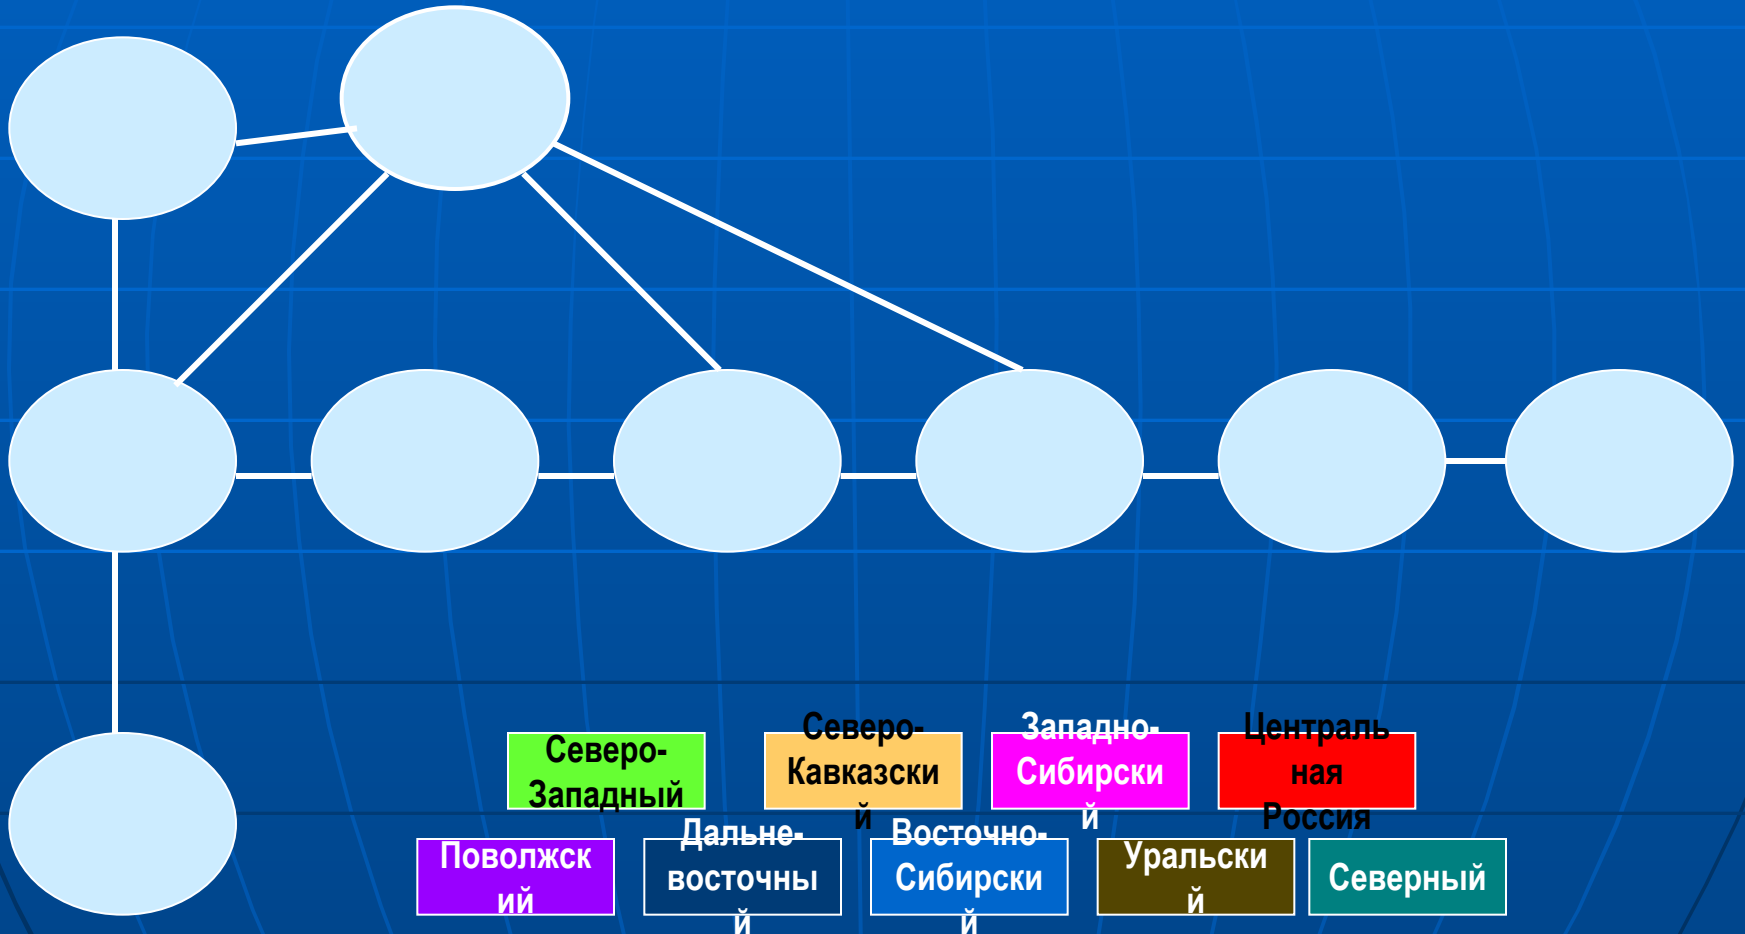 Северо-
Западный
Северо-
Кавказски
й
Западно-
Сибирски
й
Централь
ная
Россия
Поволжск
ий
Дальне-
восточны
й
Восточно-
Сибирски
й
Уральски
й
Северный